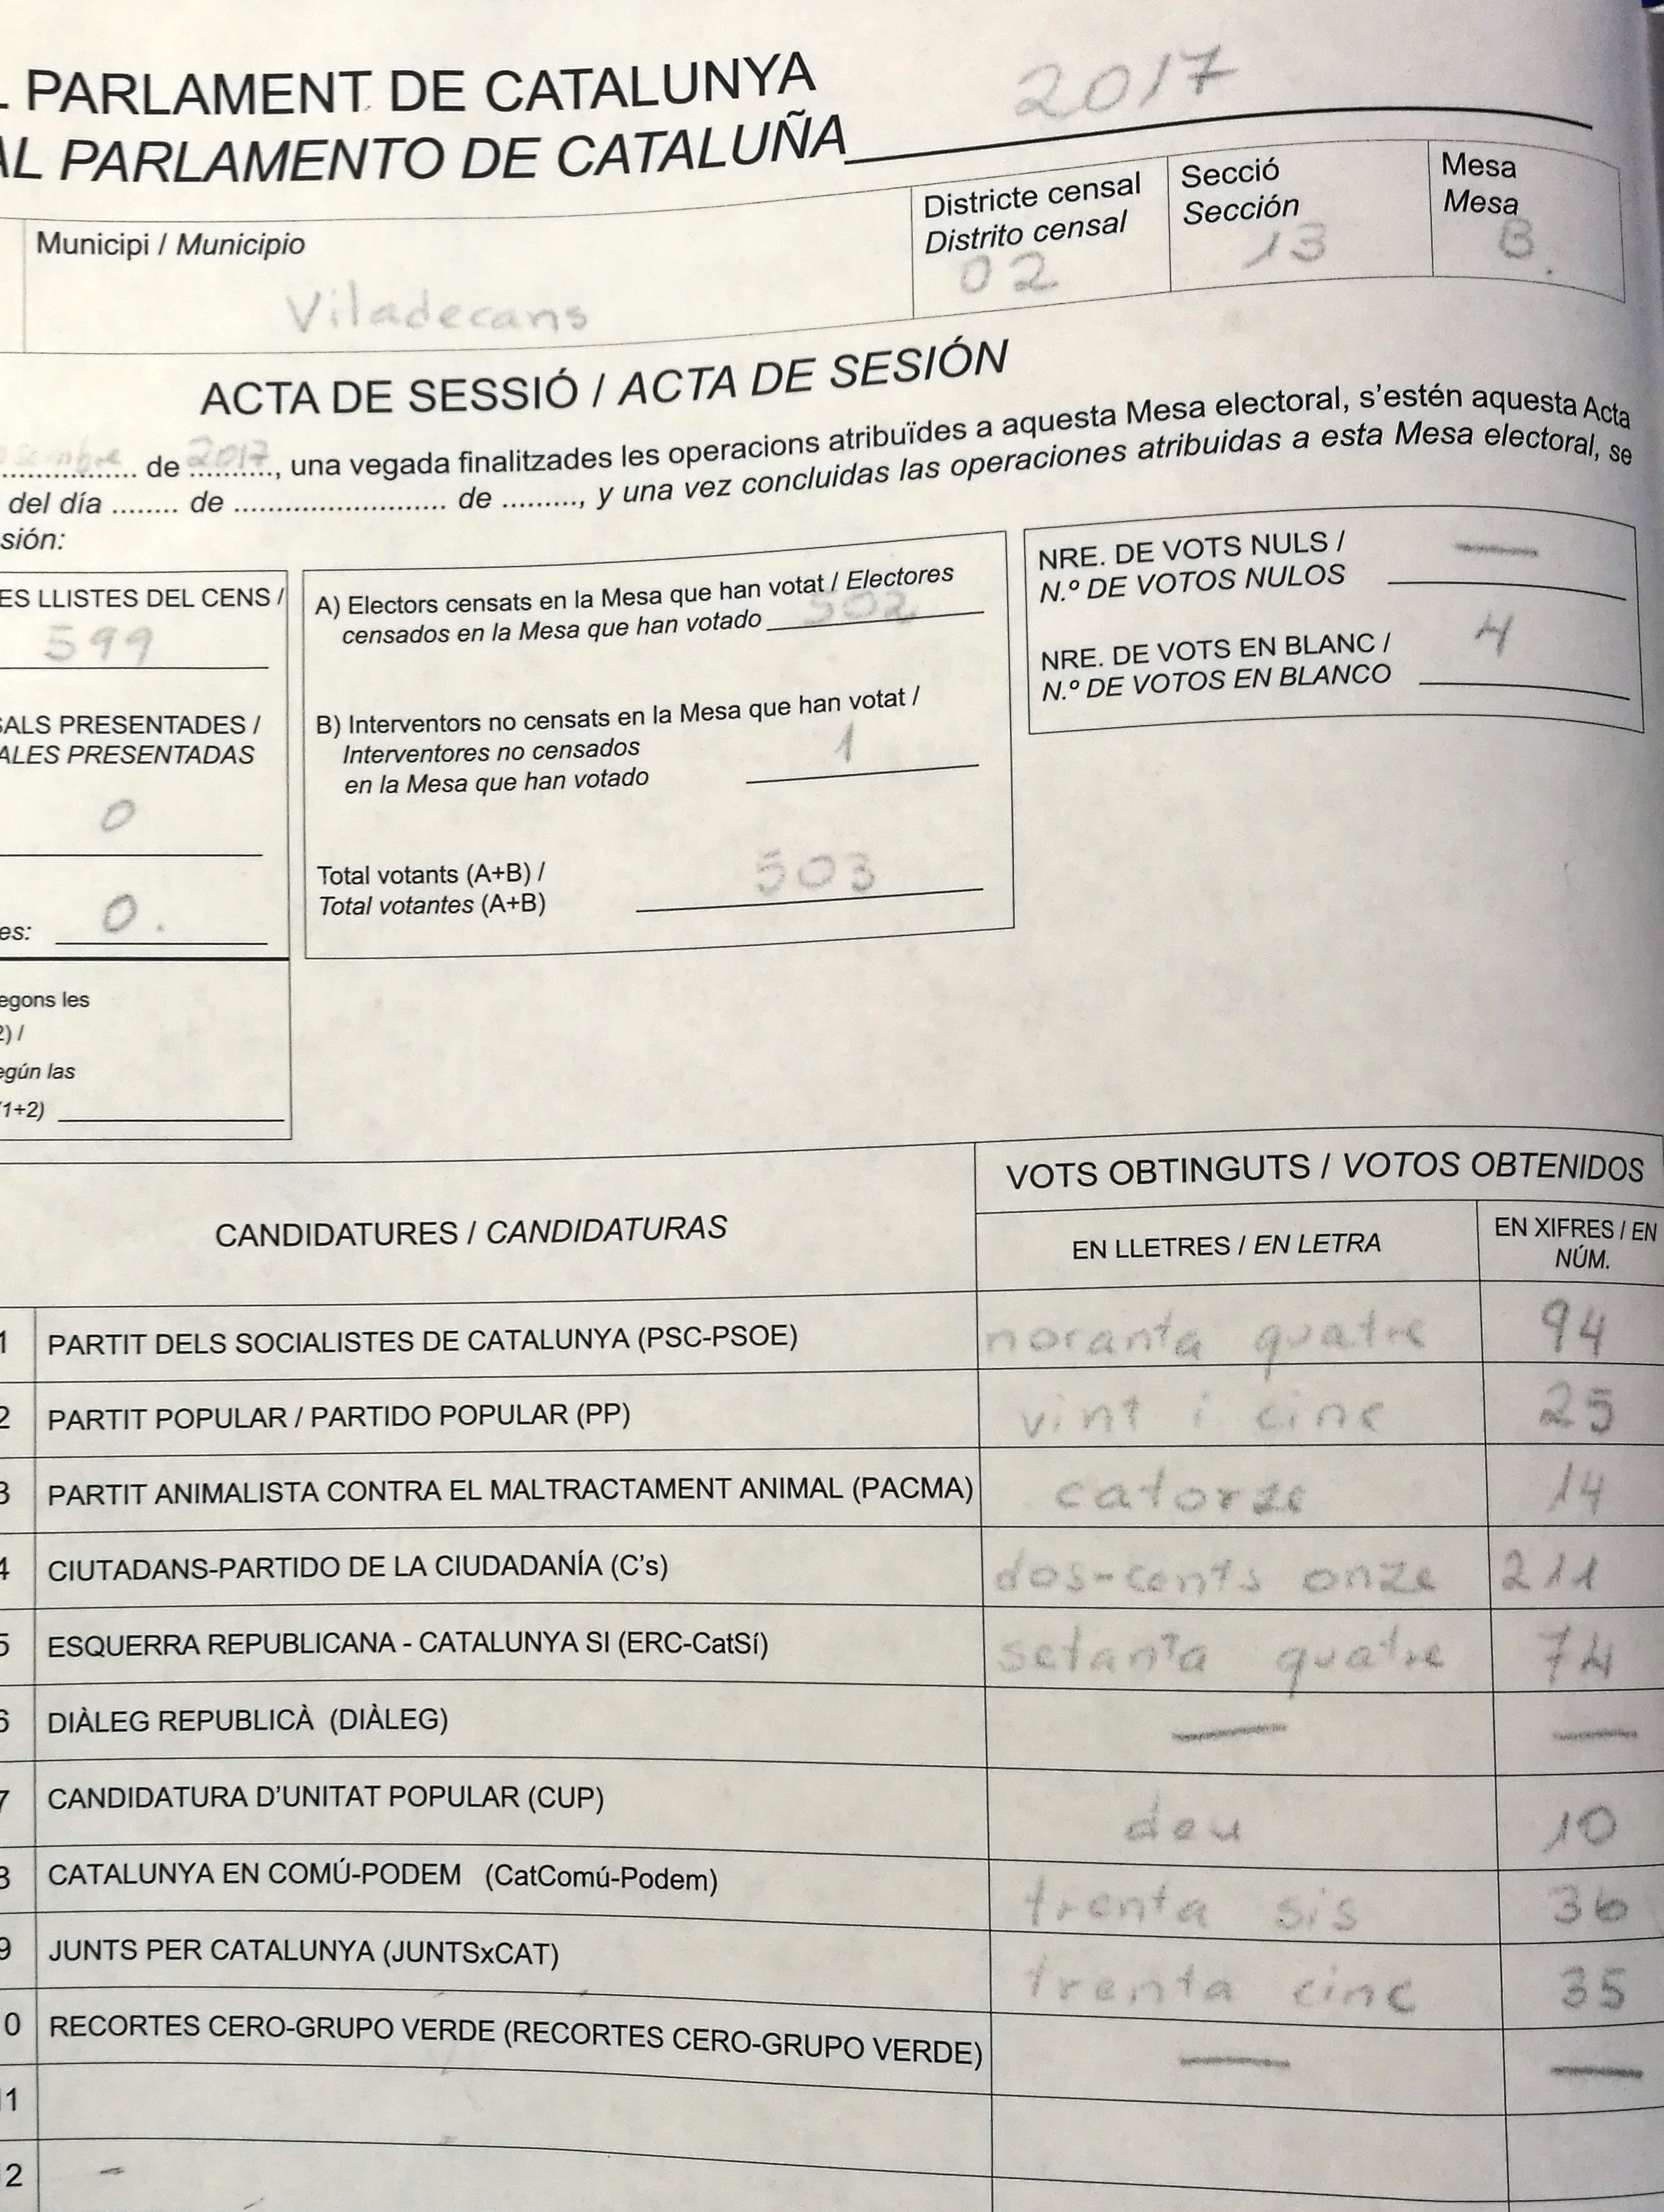 PARLAMENT DE CATALUNYA
AL PARLAMENTO DE CATALUÑA 2017
Municipi / Municipio
Viladecans
Districte censal
Distrito censal
02
Secció
Sección
13
Mesa
Mesa
B.
ACTA DE SESSIÓ / ACTA DE SESIÓN
de 2017, una vegada finalitzades les operacions atribuïdes a aquesta Mesa electoral, s'estén aquesta Acta
del día ........ de ........................ de ........., y una vez concluidas las operaciones atribuidas a esta Mesa electoral, se
sión:
ES LLISTES DEL CENS /
599
SALS PRESENTADES /
ALES PRESENTADAS
0
es: 0.
egons les
2) /
egún las
(1+2)
A) Electors censats en la Mesa que han votat / Electores
censados en la Mesa que han votado 502
B) Interventors no censats en la Mesa que han votat /
Interventores no censados
en la Mesa que han votado 1
Total votants (A+B) /
Total votantes (A+B) 503
NRE. DE VOTS NULS /
N.º DE VOTOS NULOS —
NRE. DE VOTS EN BLANC /
N.º DE VOTOS EN BLANCO 4
CANDIDATURES / CANDIDATURAS
VOTS OBTINGUTS / VOTOS OBTENIDOS
EN LLETRES / EN LETRA
EN XIFRES / EN
NÚM.
1 PARTIT DELS SOCIALISTES DE CATALUNYA (PSC-PSOE) noranta quatre 94
2 PARTIT POPULAR / PARTIDO POPULAR (PP) vint i cinc 25
3 PARTIT ANIMALISTA CONTRA EL MALTRACTAMENT ANIMAL (PACMA) catorze 14
4 CIUTADANS-PARTIDO DE LA CIUDADANÍA (C's) dos-cents onze 211
5 ESQUERRA REPUBLICANA - CATALUNYA SI (ERC-CatSí) setanta quatre 74
6 DIÀLEG REPUBLICÀ (DIÀLEG) — —
7 CANDIDATURA D'UNITAT POPULAR (CUP) deu 10
8 CATALUNYA EN COMÚ-PODEM (CatComú-Podem) trenta sis 36
9 JUNTS PER CATALUNYA (JUNTSxCAT) trenta cinc 35
0 RECORTES CERO-GRUPO VERDE (RECORTES CERO-GRUPO VERDE) — —
11
12 -